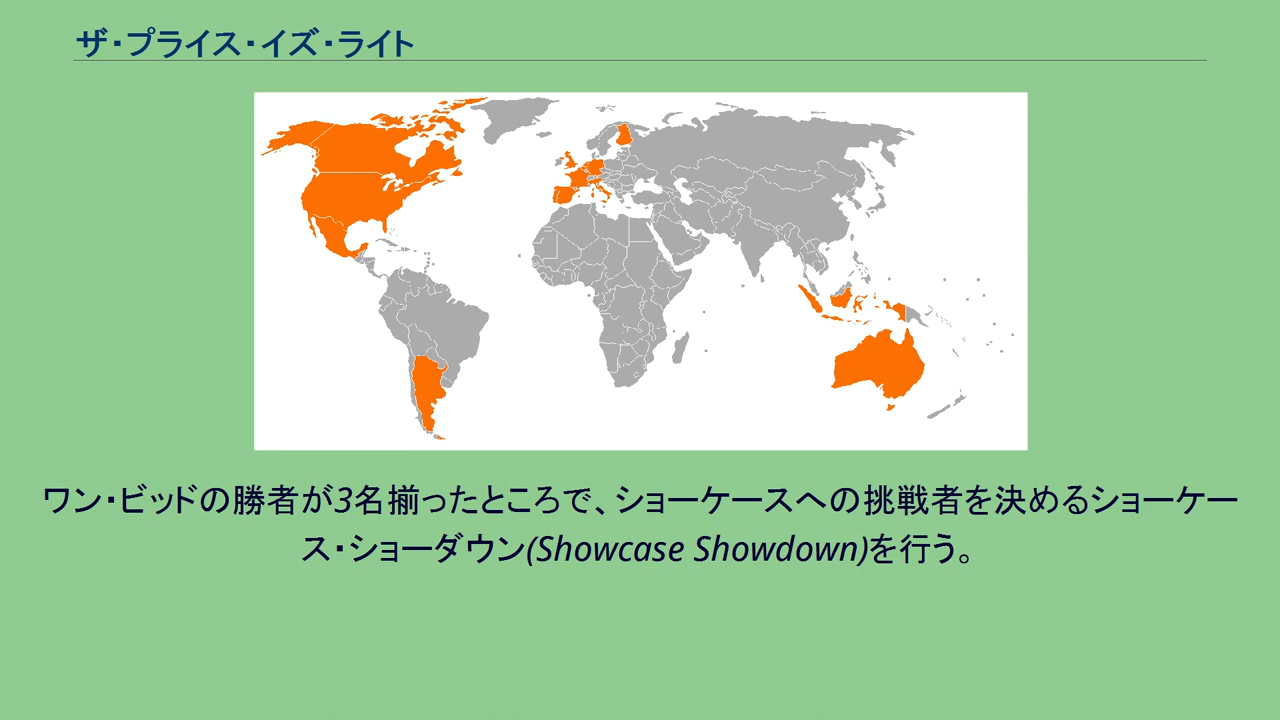 ザ・プライス・イズ・ライト
ワン・ビッドの勝者が3名揃ったところで、ショーケースへの挑戦者を決めるショーケー
ス・ショーダウン(Showcase Showdown)を行う。